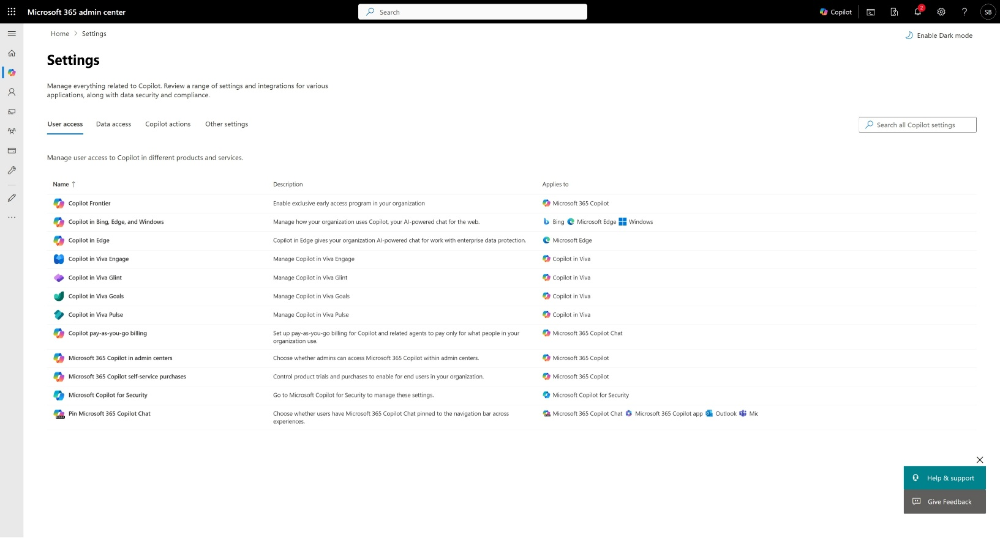 Microsoft 365 admin center
Search
Copilot
2
SB
Home > Settings
Enable Dark mode
Settings
Manage everything related to Copilot. Review a range of settings and integrations for various
applications, along with data security and compliance.
User access Data access Copilot actions Other settings
Search all Copilot settings
Manage user access to Copilot in different products and services.
Name ↑ Description Applies to
Copilot Frontier Enable exclusive early access program in your organization Microsoft 365 Copilot
Copilot in Bing, Edge, and Windows Manage how your organization uses Copilot, your AI-powered chat for the web. Bing Microsoft Edge Windows
Copilot in Edge Copilot in Edge gives your organization AI-powered chat for work with enterprise data protection. Microsoft Edge
Copilot in Viva Engage Manage Copilot in Viva Engage Copilot in Viva
Copilot in Viva Glint Manage Copilot in Viva Glint Copilot in Viva
Copilot in Viva Goals Manage Copilot in Viva Goals Copilot in Viva
Copilot in Viva Pulse Manage Copilot in Viva Pulse Copilot in Viva
Copilot pay-as-you-go billing Set up pay-as-you-go billing for Copilot and related agents to pay only for what people in your Microsoft 365 Copilot Chat
organization use.
Microsoft 365 Copilot in admin centers Choose whether admins can access Microsoft 365 Copilot within admin centers. Microsoft 365 Copilot
Microsoft 365 Copilot self-service purchases Control product trials and purchases to enable for end users in your organization. Microsoft 365 Copilot
Microsoft Copilot for Security Go to Microsoft Copilot for Security to manage these settings. Microsoft Copilot for Security
Pin Microsoft 365 Copilot Chat Choose whether users have Microsoft 365 Copilot Chat pinned to the navigation bar across Microsoft 365 Copilot Chat Microsoft 365 Copilot app Outlook Mic
experiences.
Help & support
Give Feedback